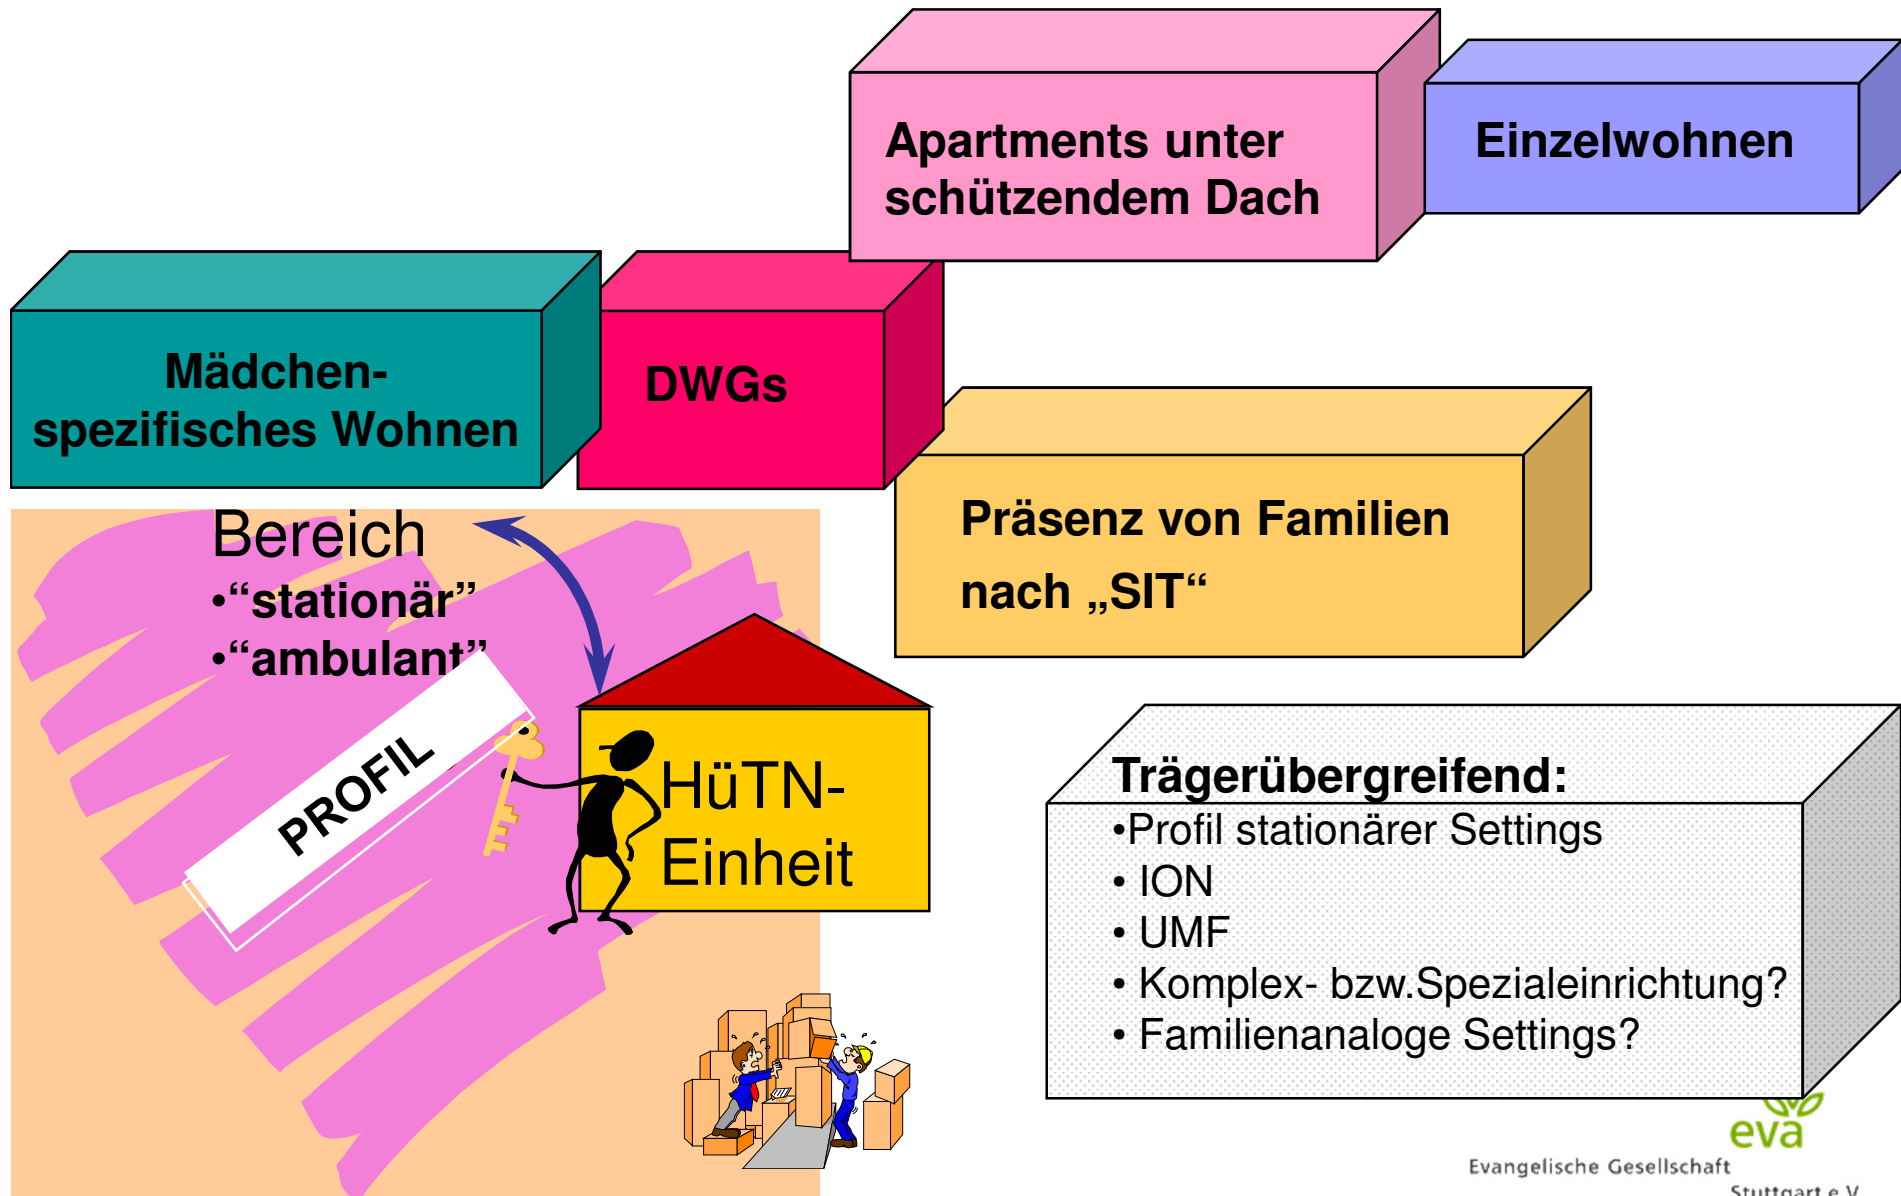 Apartments unter
schützendem Dach
Einzelwohnen
Mädchen-
spezifisches Wohnen
DWGs
Präsenz von Familien
nach „SIT“
Bereich
•“stationär”
•“ambulant”
PROFIL
HüTN-
Einheit
Trägerübergreifend:
•Profil stationärer Settings
• ION
• UMF
• Komplex- bzw.Spezialeinrichtung?
• Familienanaloge Settings?
eva
Evangelische Gesellschaft
Stuttgart e.V.